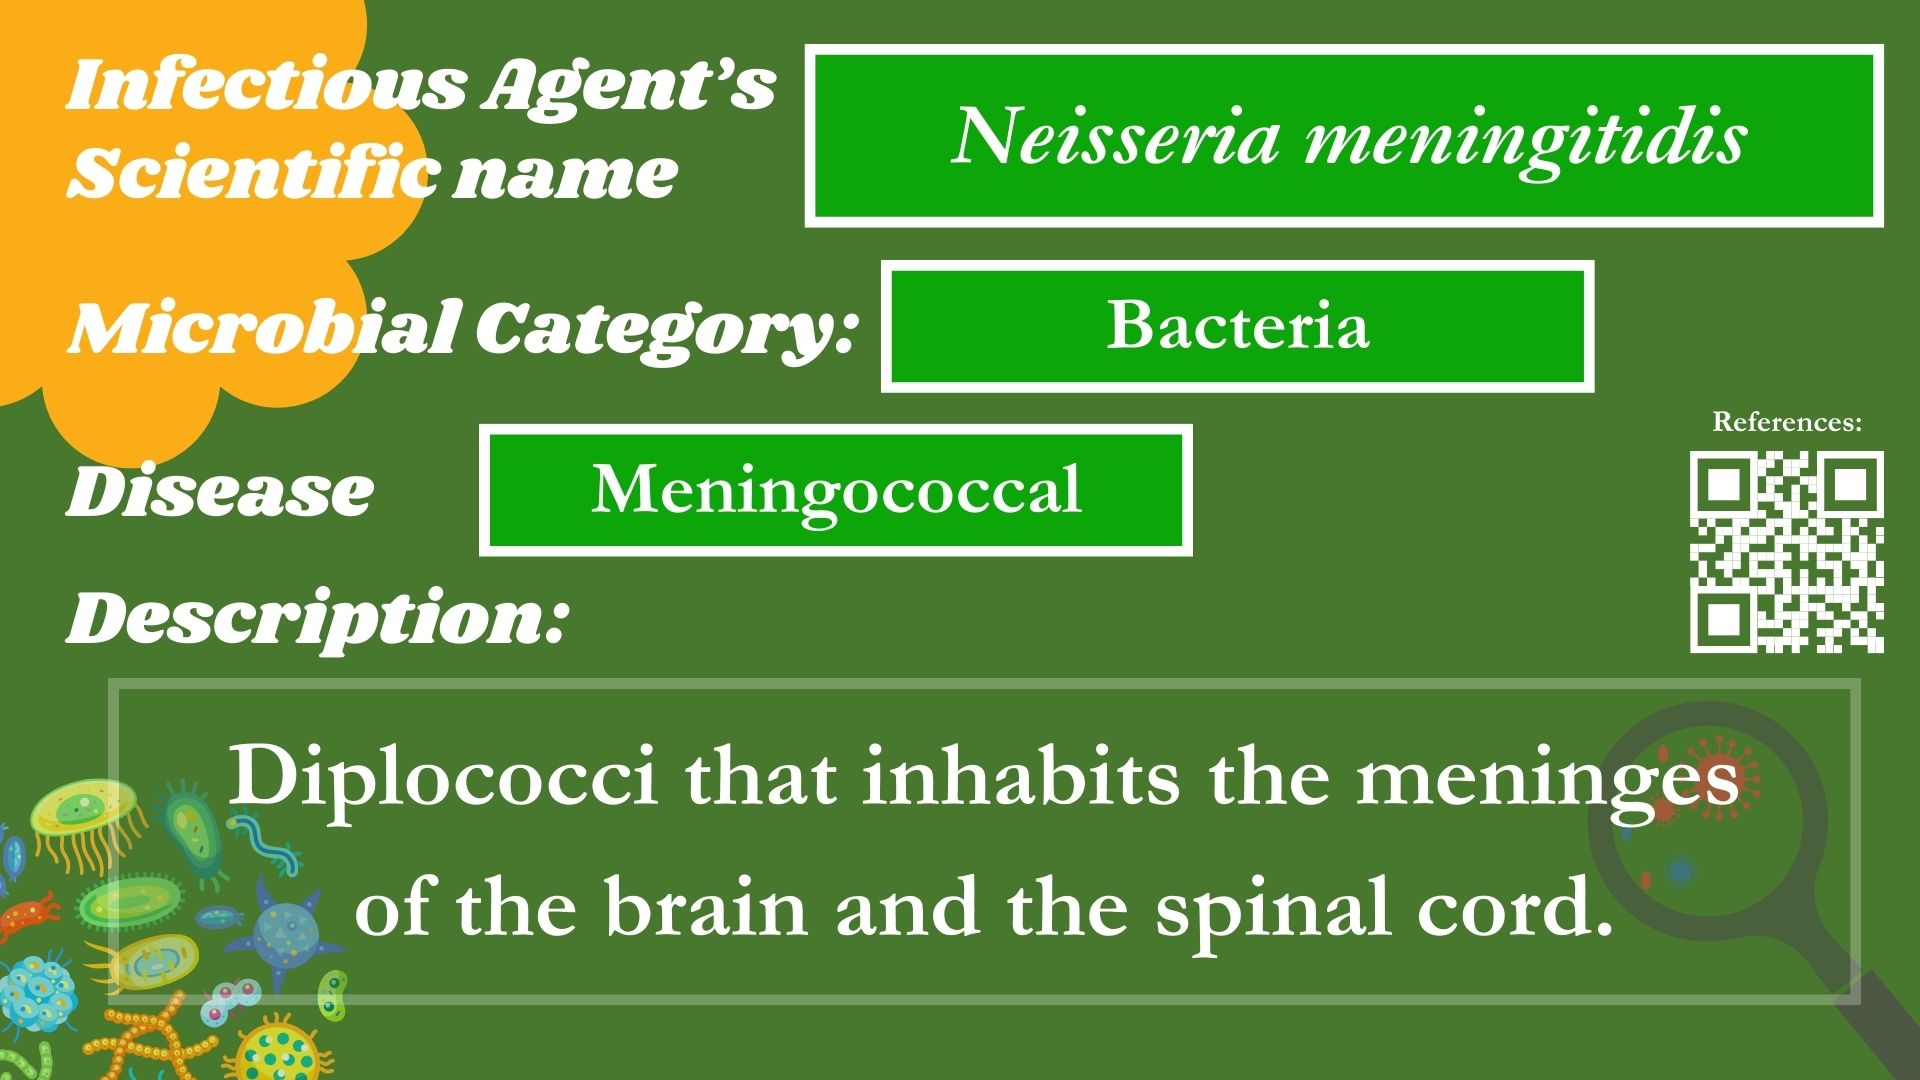 Infectious Agent’s
Scientific name
Neisseria meningitidis
Microbial Category:
Bacteria
References:
Disease
Meningococcal
Description:
Diplococci that inhabits the meninges
of the brain and the spinal cord.